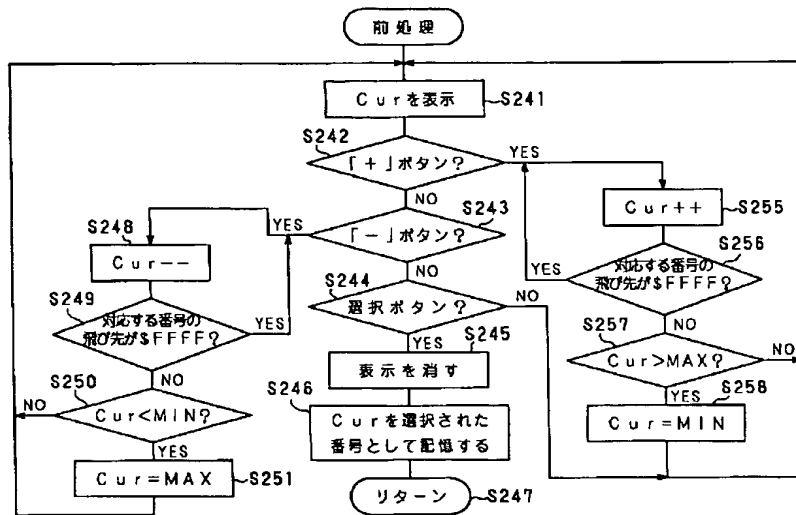 前処理
Curを表示
S241
S242
「+」ボタン?
YES
NO
S243
「-」ボタン?
YES
NO
S244
選択ボタン?
NO
YES
S245
表示を消す
S246
Curを選択された
番号として記憶する
リターン
S247
S248
Cur--
S249
対応する番号の
飛び先が$FFFF?
YES
NO
S250
Cur<MIN?
NO
YES
Cur=MAX
S251
Cur++
S255
S256
対応する番号の
飛び先が$FFFF?
YES
NO
S257
Cur>MAX?
NO
YES
S258
Cur=MIN